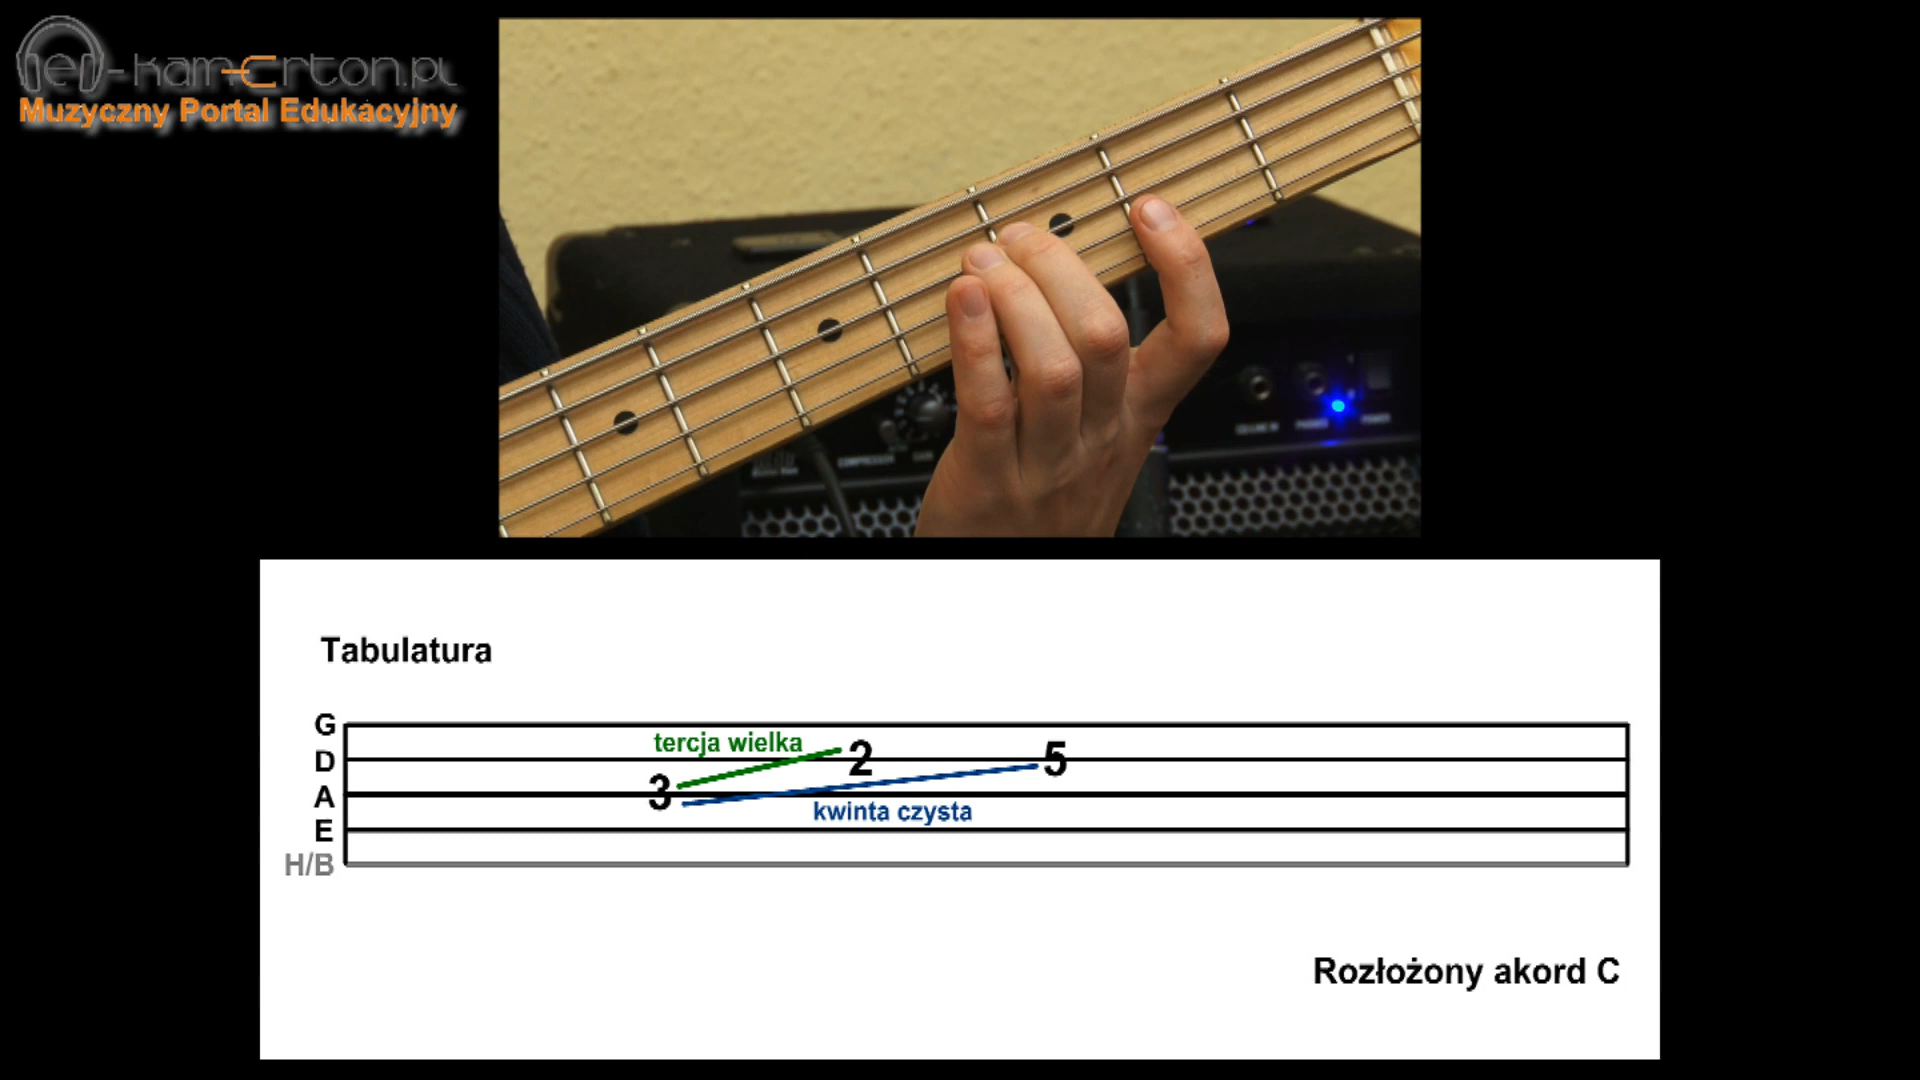 e-kamerton.pl
Muzyczny Portal Edukacyjny
Tabulatura
G
tercja wielka
D 2 5
3
A
kwinta czysta
E
H/B
Rozłożony akord C